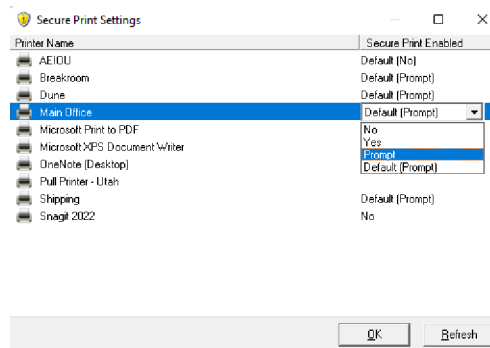 Secure Print Settings
Printer Name Secure Print Enabled
AEIOU Default (No)
Breakroom Default (Prompt)
Dune Default (Prompt)
Main Office Default (Prompt)
Microsoft Print to PDF No
Microsoft XPS Document Writer Yes
OneNote (Desktop) Prompt
Pull Printer - Utah Default (Prompt)
Shipping Default (Prompt)
Snagit 2022 No
OK Refresh